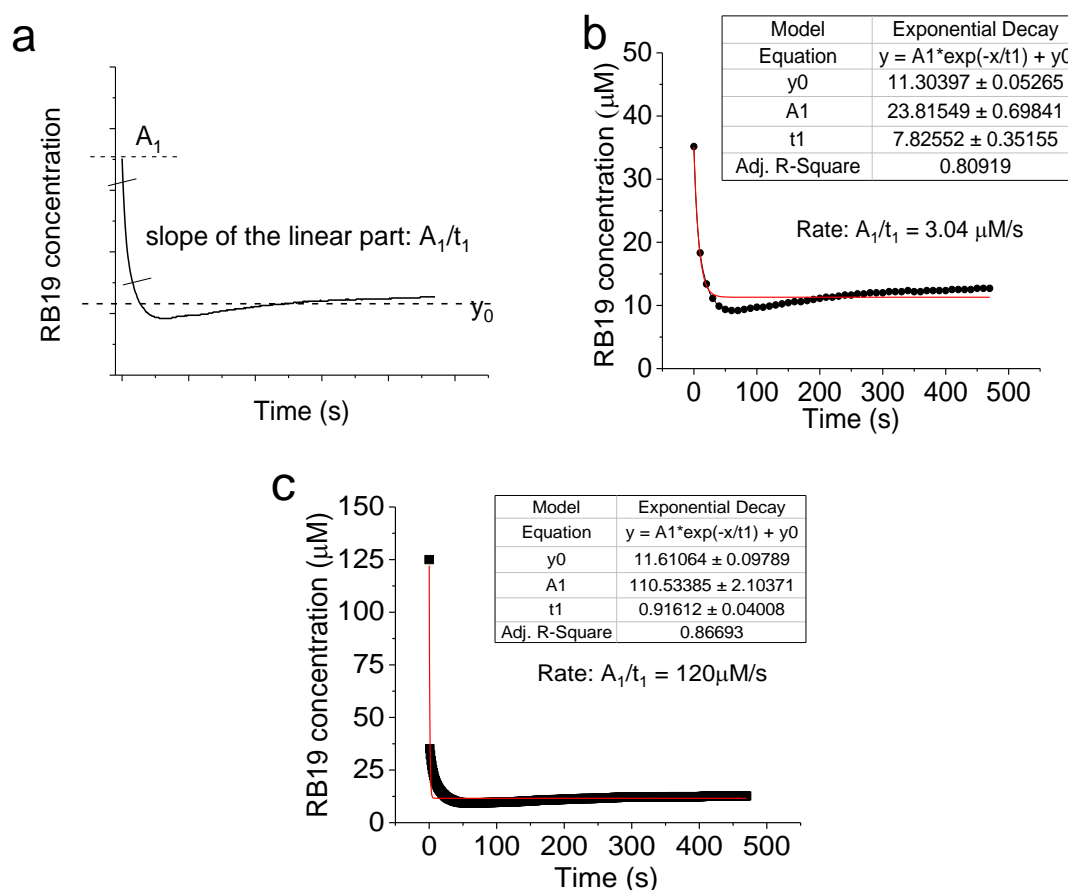 a
RB19 concentration
A1
slope of the linear part: A1/t1
y0
Time (s)
b
RB19 concentration (μM)
50
40
30
20
10
0
Model Exponential Decay
Equation y = A1*exp(-x/t1) + y0
y0 11.30397 ± 0.05265
A1 23.81549 ± 0.69841
t1 7.82552 ± 0.35155
Adj. R-Square 0.80919
Rate: A1/t1 = 3.04 μM/s
0 100 200 300 400 500
Time (s)
c
RB19 concentration (μM)
150
125
100
75
50
25
0
Model Exponential Decay
Equation y = A1*exp(-x/t1) + y0
y0 11.61064 ± 0.09789
A1 110.53385 ± 2.10371
t1 0.91612 ± 0.04008
Adj. R-Square 0.86693
Rate: A1/t1 = 120μM/s
0 100 200 300 400 500
Time (s)